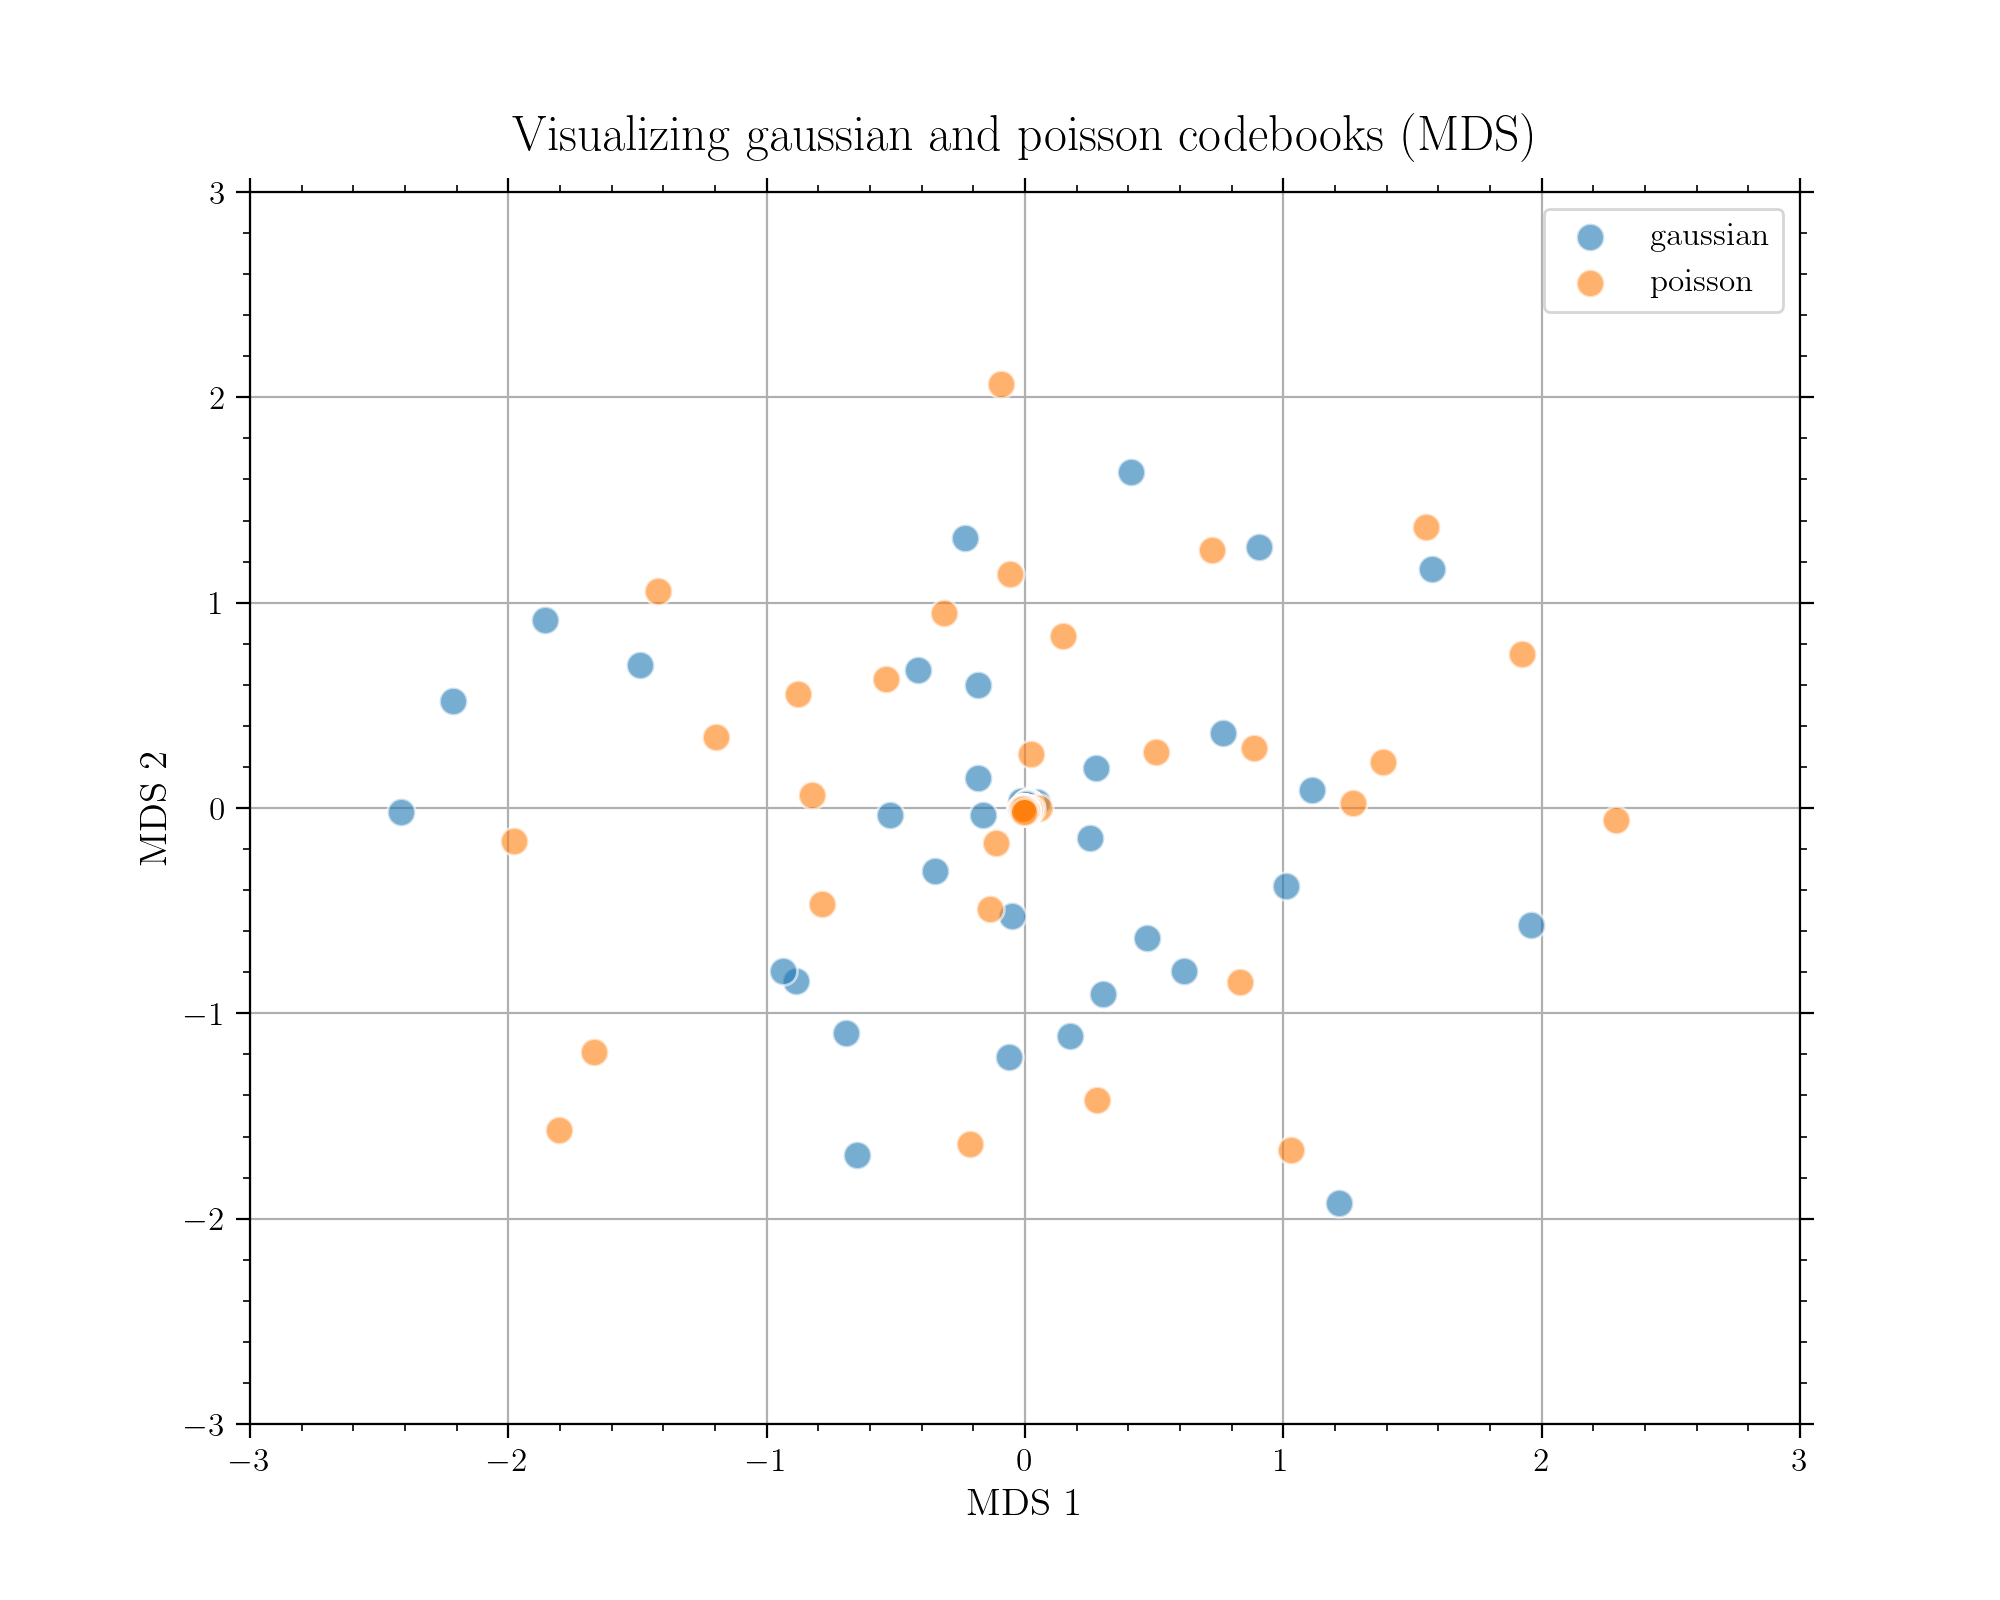 Visualizing gaussian and poisson codebooks (MDS)
gaussian
poisson
3
2
1
0
−1
−2
−3
MDS 2
−3
−2
−1
0
1
2
3
MDS 1